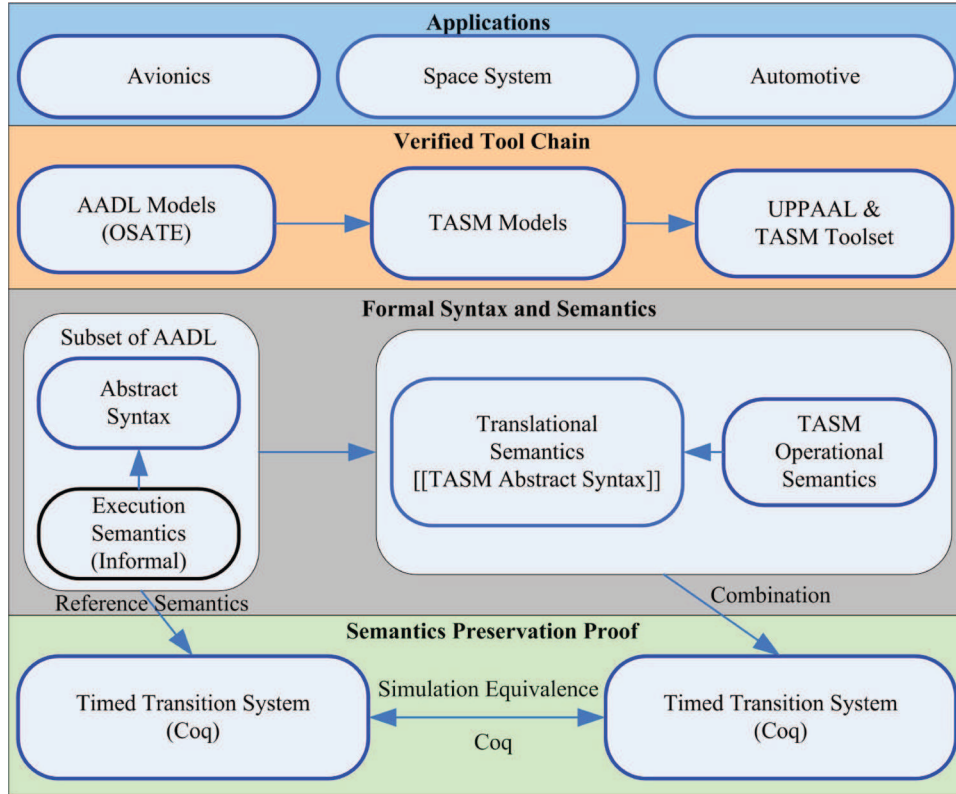 Applications
Avionics
Space System
Automotive
Verified Tool Chain
AADL Models
(OSATE)
TASM Models
UPPAAL &
TASM Toolset
Formal Syntax and Semantics
Subset of AADL
Abstract
Syntax
Execution
Semantics
(Informal)
Translational
Semantics
[[TASM Abstract Syntax]]
TASM
Operational
Semantics
Reference Semantics
Combination
Semantics Preservation Proof
Timed Transition System
(Coq)
Simulation Equivalence
Coq
Timed Transition System
(Coq)